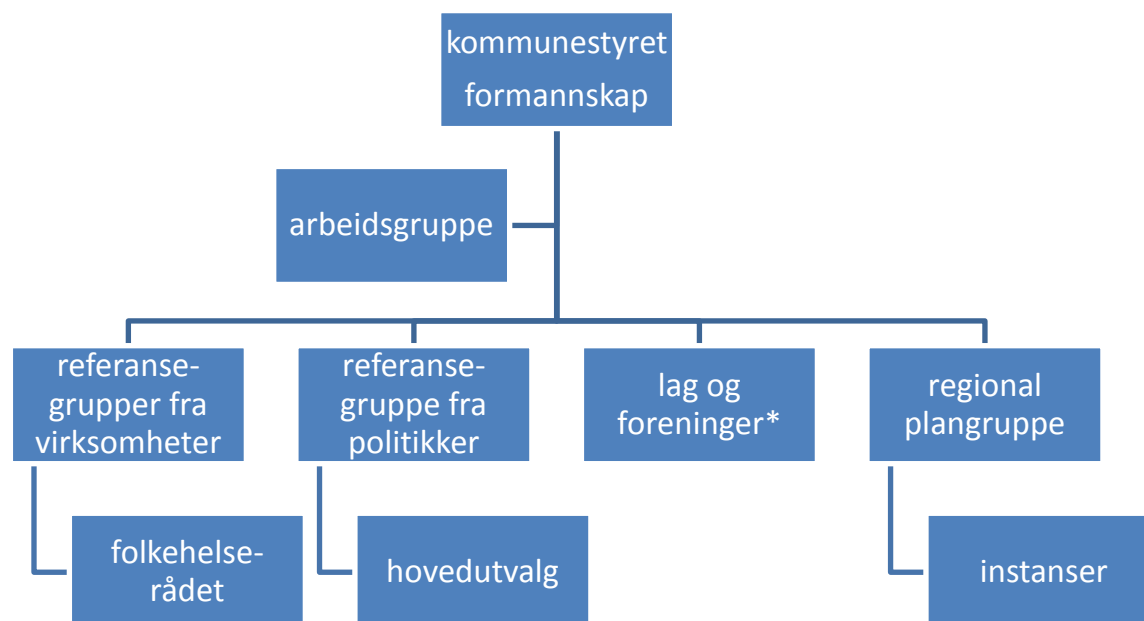 kommunestyret
formannskap
arbeidsgruppe
referanse-
grupper fra
virksomheter
referanse-
gruppe fra
politikker
lag og
foreninger*
regional
plangruppe
folkehelse-
rådet
hovedutvalg
instanser